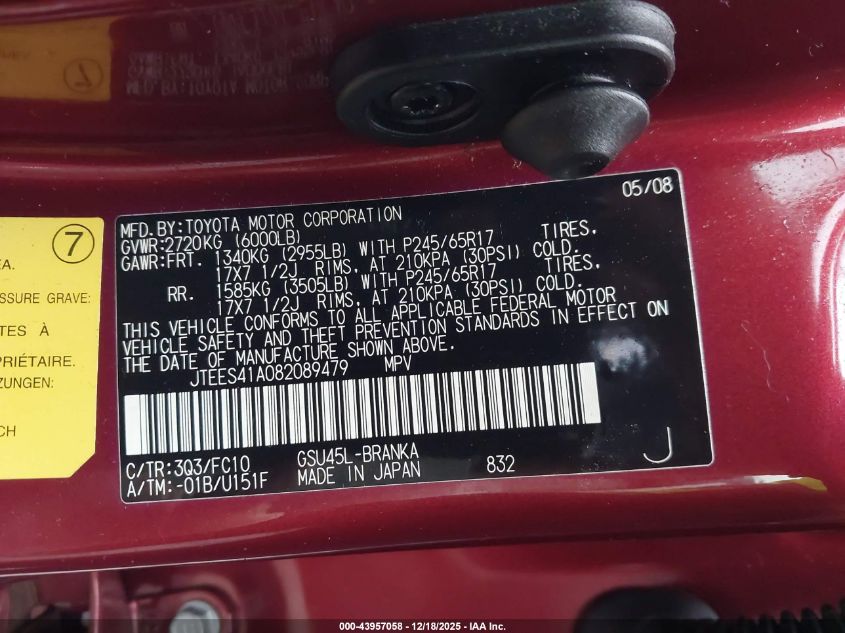 05/08
MFD. BY:TOYOTA MOTOR CORPORATION
GVWR:2720KG (6000LB)
GAWR:FRT. 1340KG (2955LB) WITH P245/65R17 TIRES.
17X7 1/2J RIMS, AT 210KPA (30PSI) COLD.
RR. 1585KG (3505LB) WITH P245/65R17 TIRES.
17X7 1/2J RIMS, AT 210KPA (30PSI) COLD.
THIS VEHICLE CONFORMS TO ALL APPLICABLE FEDERAL MOTOR
VEHICLE SAFETY AND THEFT PREVENTION STANDARDS IN EFFECT ON
THE DATE OF MANUFACTURE SHOWN ABOVE.
JTEES41A082089479 MPV
C/TR:3Q3/FC10 GSU45L-BRANKA
A/TM:-01B/U151F MADE IN JAPAN 832 J
7
EA.
SSURE GRAVE:
TES À
PRIÉTAIRE.
ZUNGEN:
CH
000-43957058 - 12/18/2025 - IAA Inc.